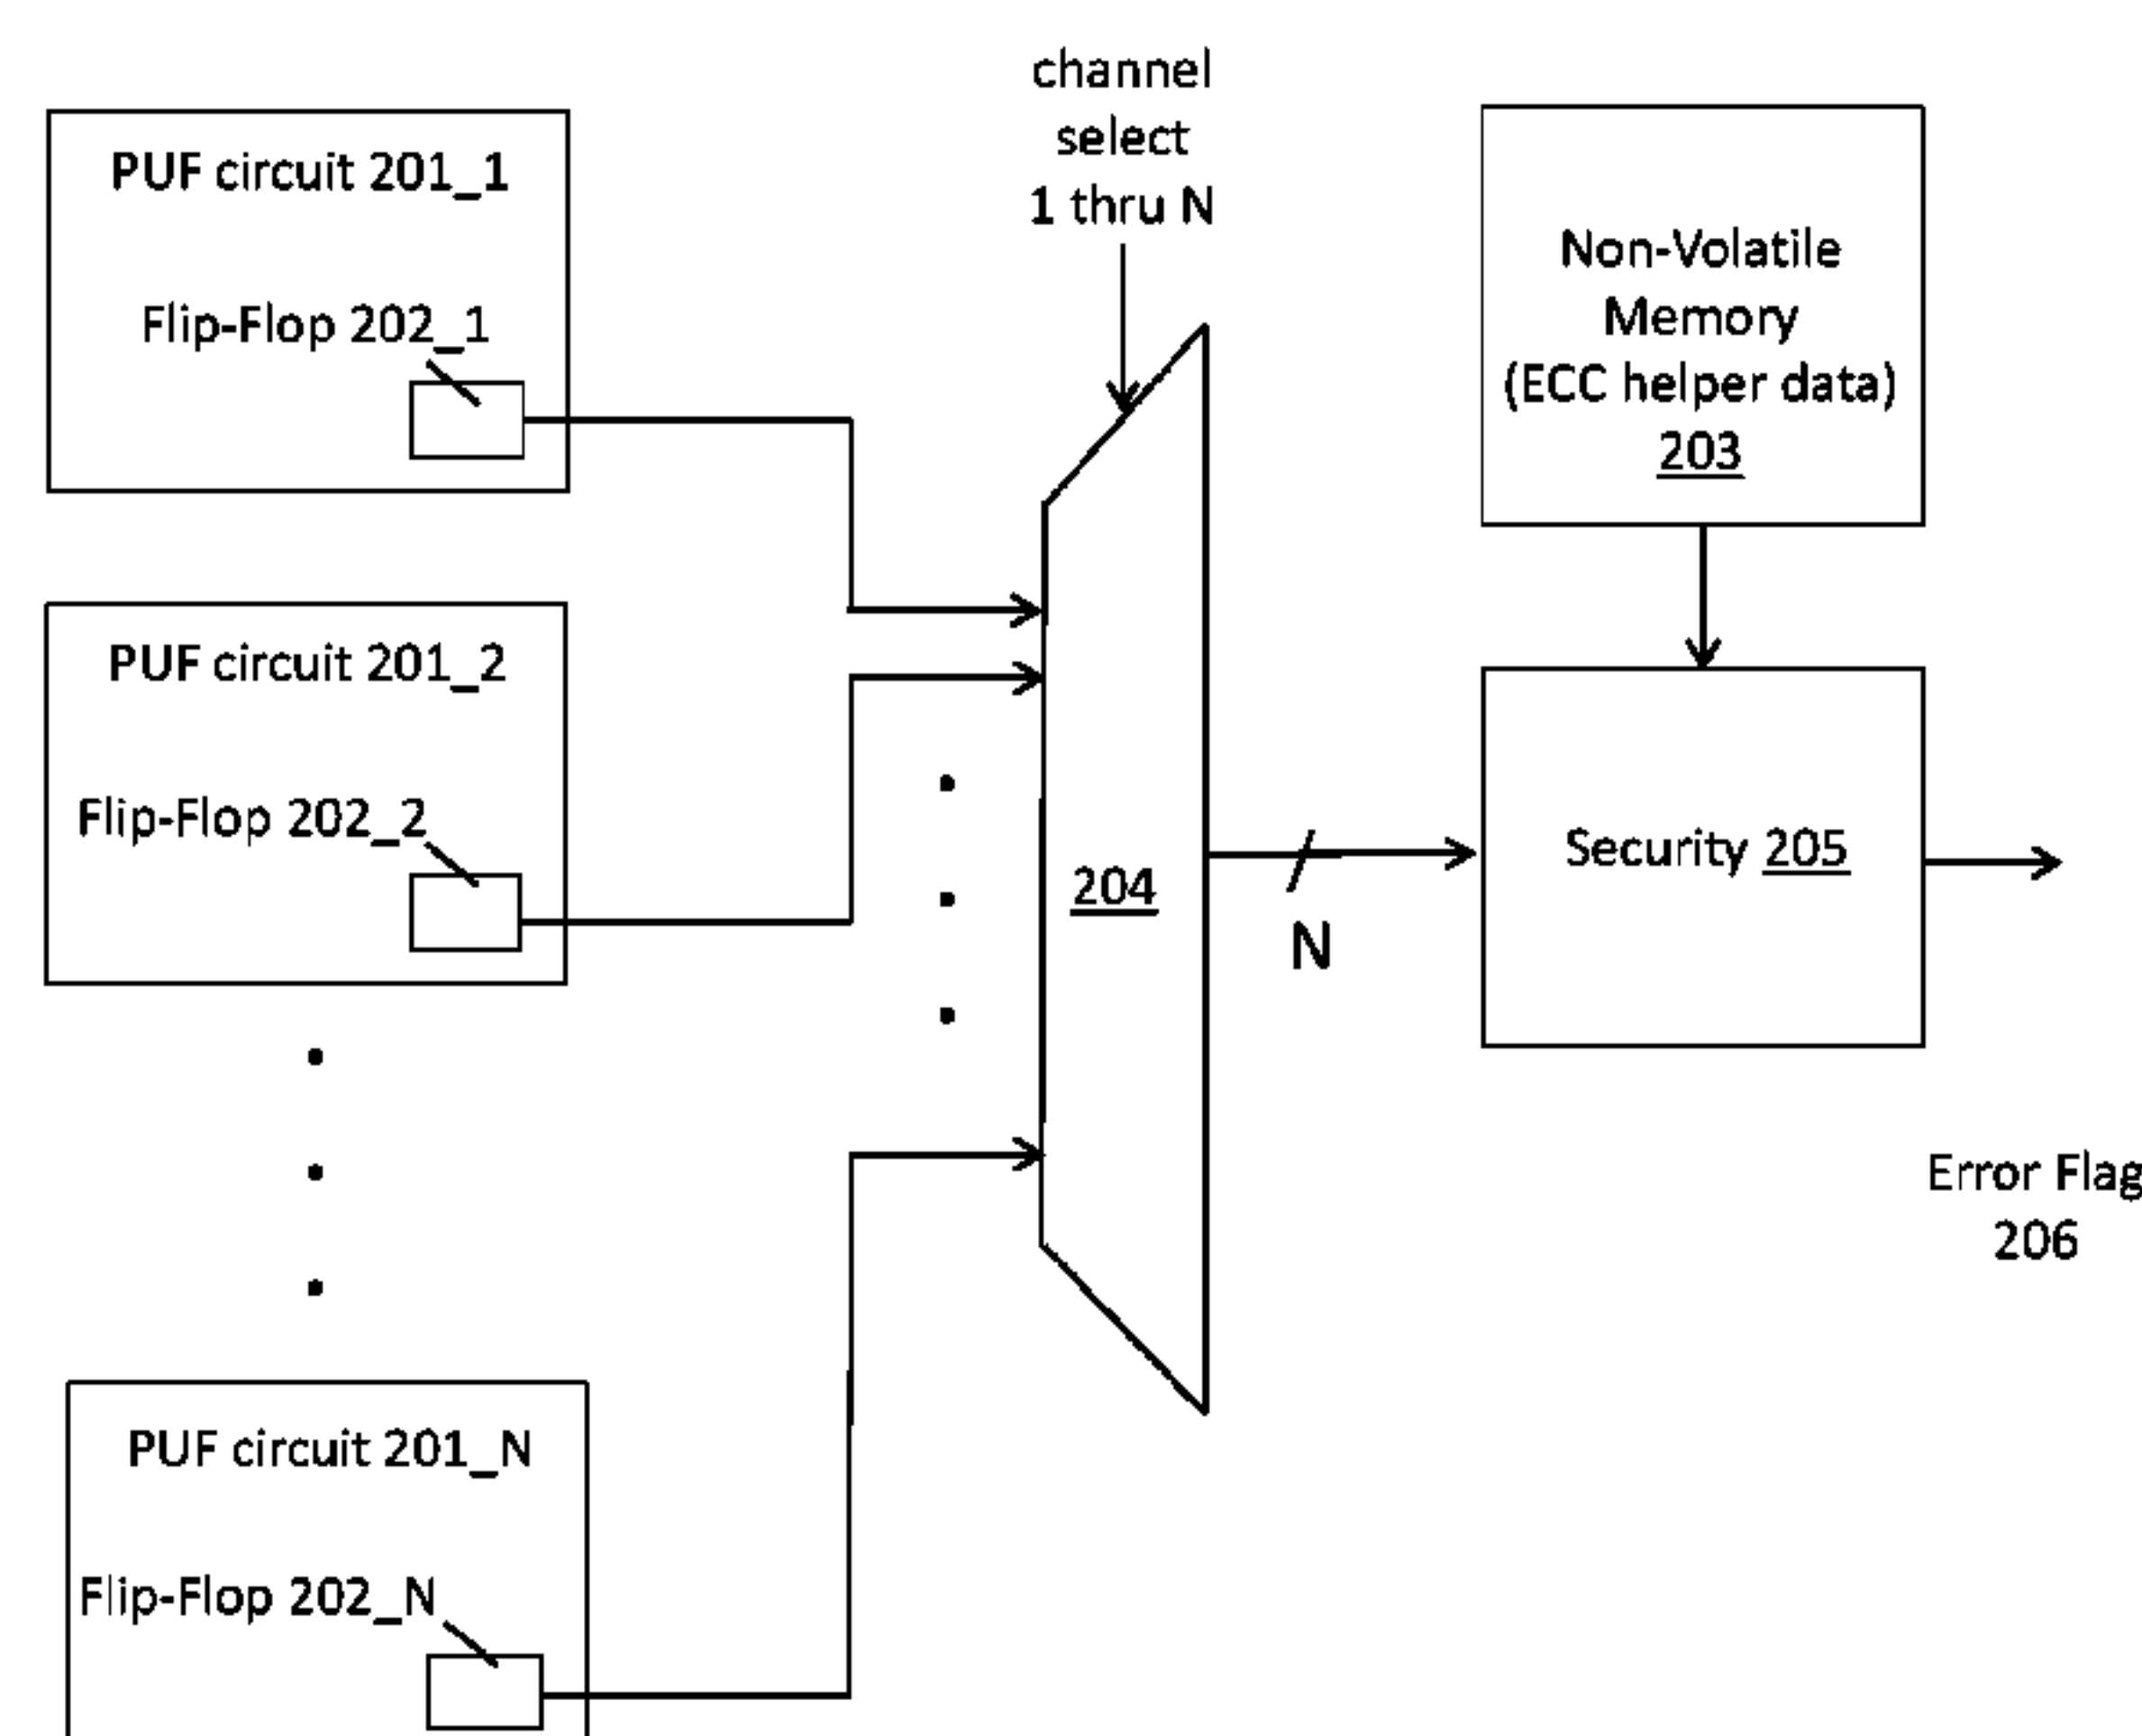 channel
select
1 thru N
PUF circuit 201_1
Flip-Flop 202_1
Non-Volatile
Memory
(ECC helper data)
203
PUF circuit 201_2
Flip-Flop 202_2
204
N
Security 205
Error Flag
206
PUF circuit 201_N
Flip-Flop 202_N